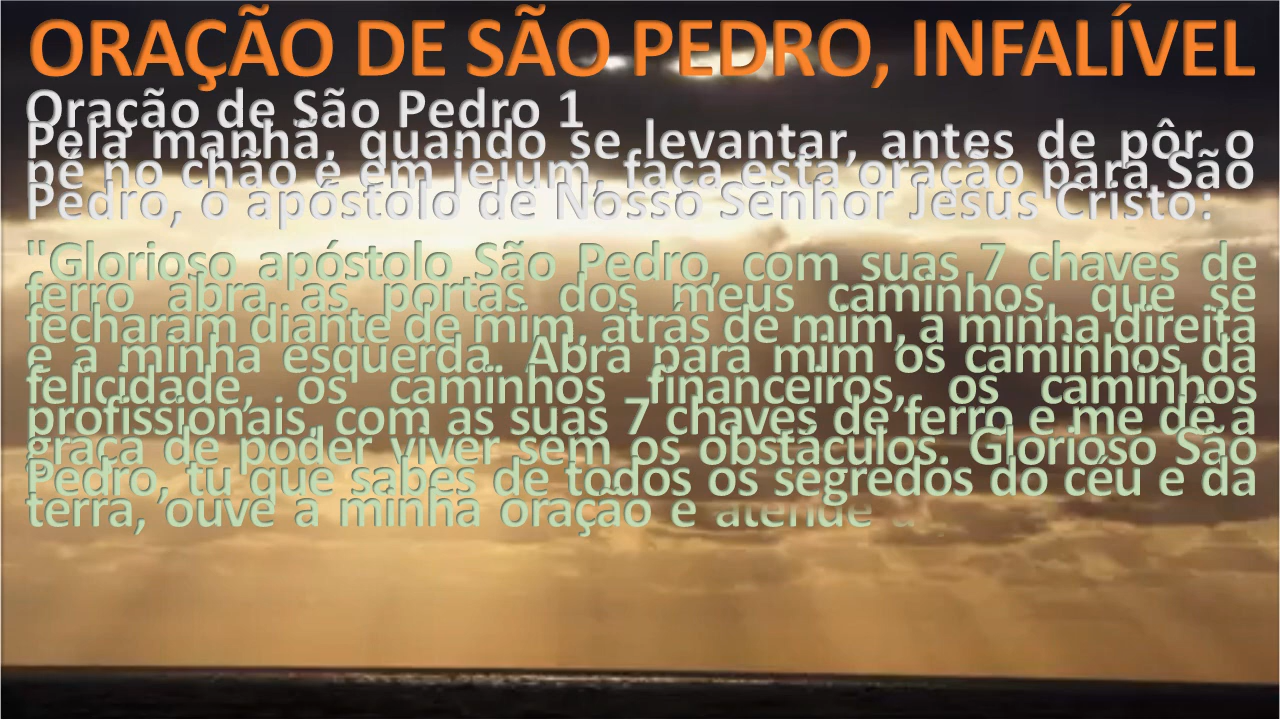 ORAÇÃO DE SÃO PEDRO, INFALÍVEL
Oração de São Pedro 1
Pela manhã, quando se levantar, antes de pôr o
pé no chão e em jejum, faça esta oração para São
Pedro, o apóstolo de Nosso Senhor Jesus Cristo:
"Glorioso apóstolo São Pedro, com suas 7 chaves de
ferro abra as portas dos meus caminhos, que se
fecharam diante de mim, atrás de mim, a minha direita
e a minha esquerda. Abra para mim os caminhos da
felicidade, os caminhos financeiros, os caminhos
profissionais, com as suas 7 chaves de ferro e me dê a
graça de poder viver sem os obstáculos. Glorioso São
Pedro, tu que sabes de todos os segredos do céu e da
terra, ouve a minha oração e atende